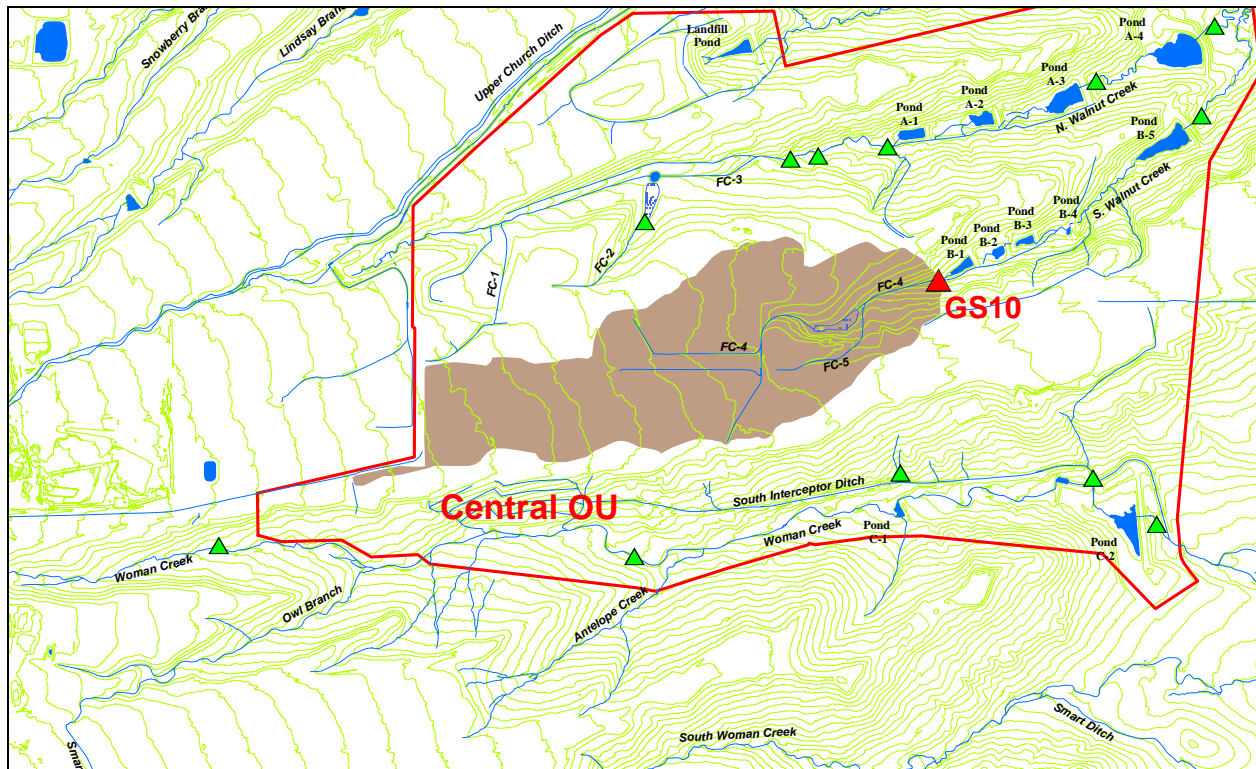 Snowberry Bra
Lindsay Bran
Upper Church Ditch
Landfill
Pond
Pond
A-4
Pond
A-3
Pond
A-2
Pond
A-1
N. Walnut Creek
Pond
B-5
FC-3
S. Walnut Creek
Pond
B-4
Pond
B-3
Pond
B-2
Pond
B-1
FC-2
FC-1
FC-4
GS10
FC-4
FC-5
Central OU
South Interceptor Ditch
Woman Creek
Pond
C-1
Pond
C-2
Woman Creek
Owl Branch
Antelope Creek
South Woman Creek
Smart Ditch
Smar